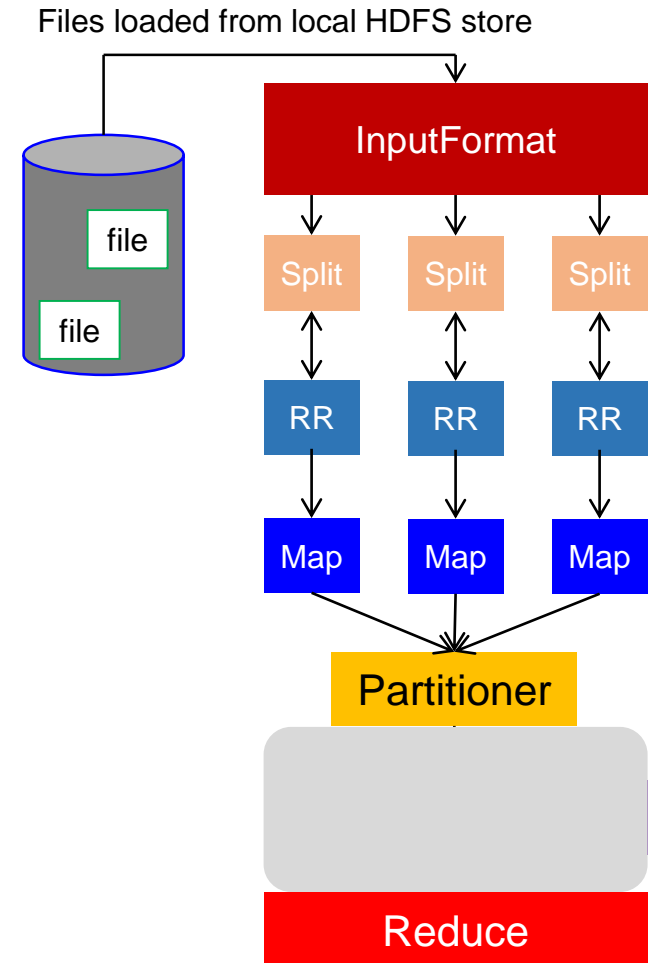 Files loaded from local HDFS store
InputFormat
file
file
Split Split Split
RR RR RR
Map Map Map
Partitioner
Reduce